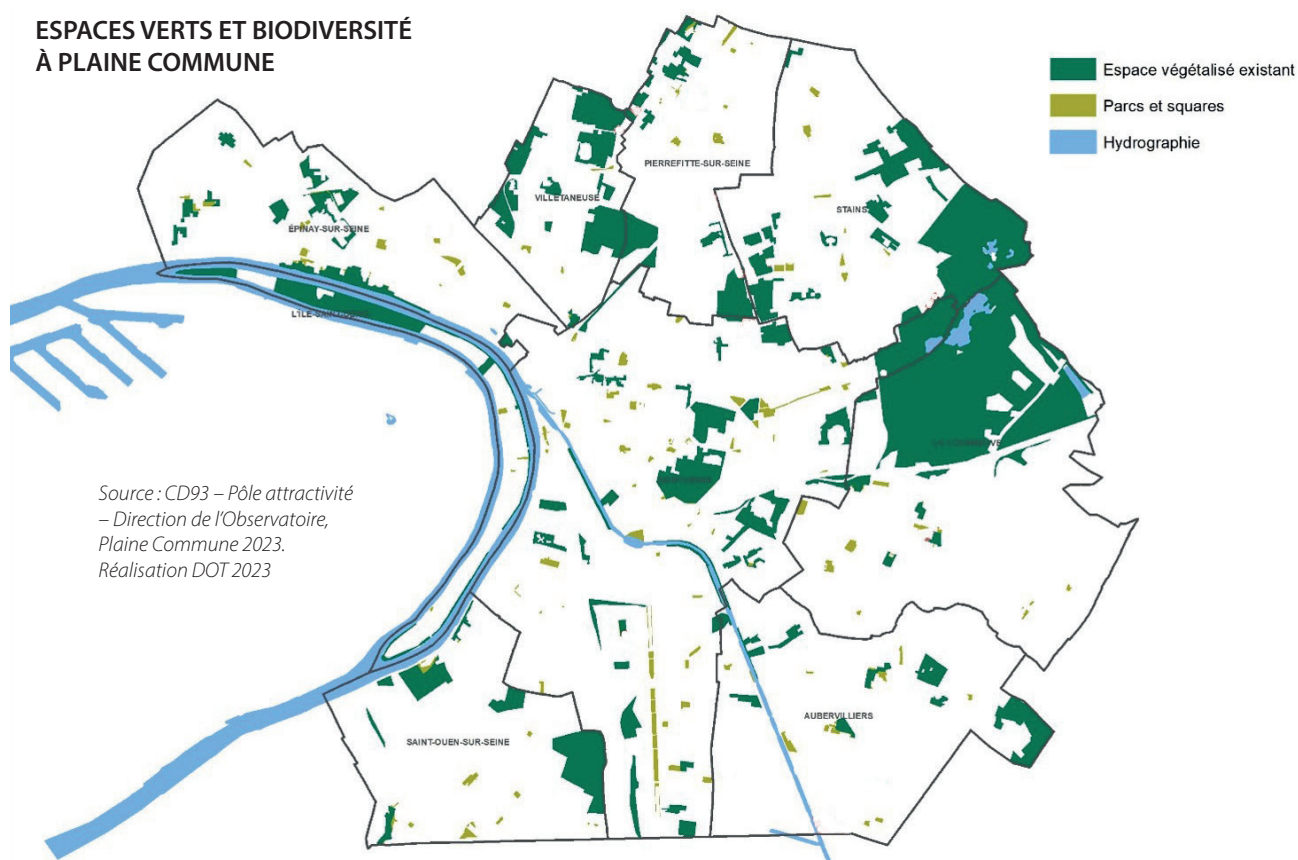 ESPACES VERTS ET BIODIVERSITÉ
À PLAINE COMMUNE
Espace végétalisé existant
Parcs et squares
Hydrographie
PIERREFITTE-SUR-SEINE
VILLETANEUSE
STAINS
ÉPINAY-SUR-SEINE
Source : CD93 – Pôle attractivité
– Direction de l'Observatoire,
Plaine Commune 2023.
Réalisation DOT 2023
AUBERVILLIERS
SAINT-OUEN-SUR-SEINE